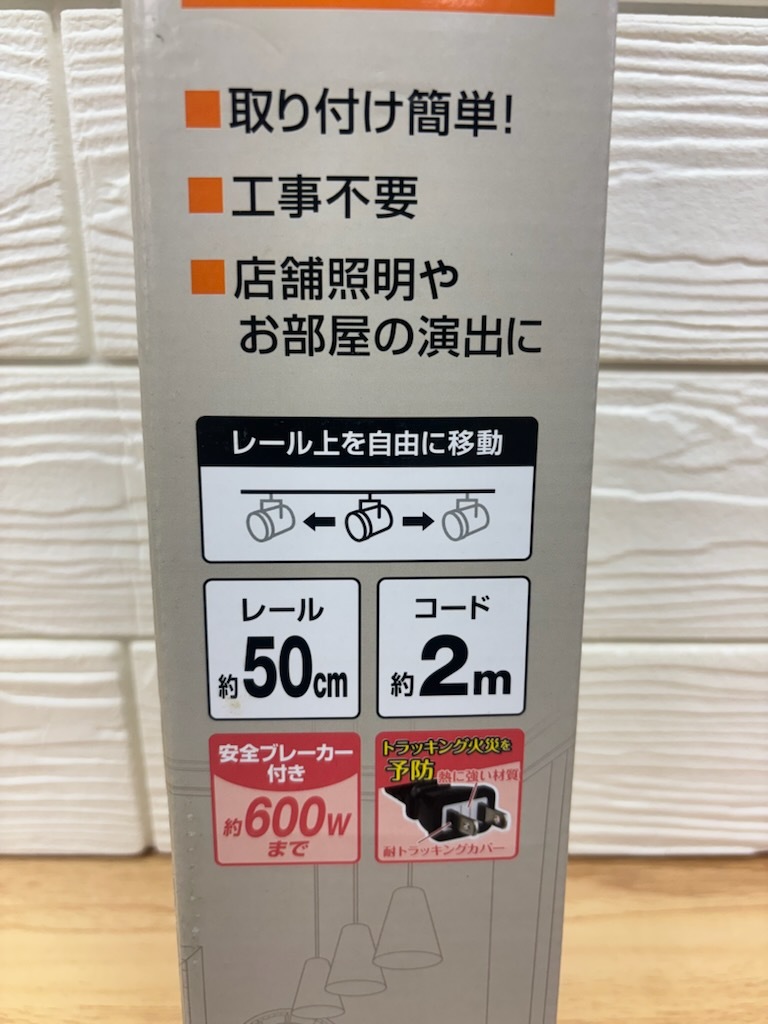 ■取り付け簡単!
■工事不要
■店舗照明や
お部屋の演出に
レール上を自由に移動
レール
約50cm
コード
約2m
安全ブレーカー
付き
約600W
まで
トラッキング火災を
予防
熱に強い材質
耐トラッキングカバー